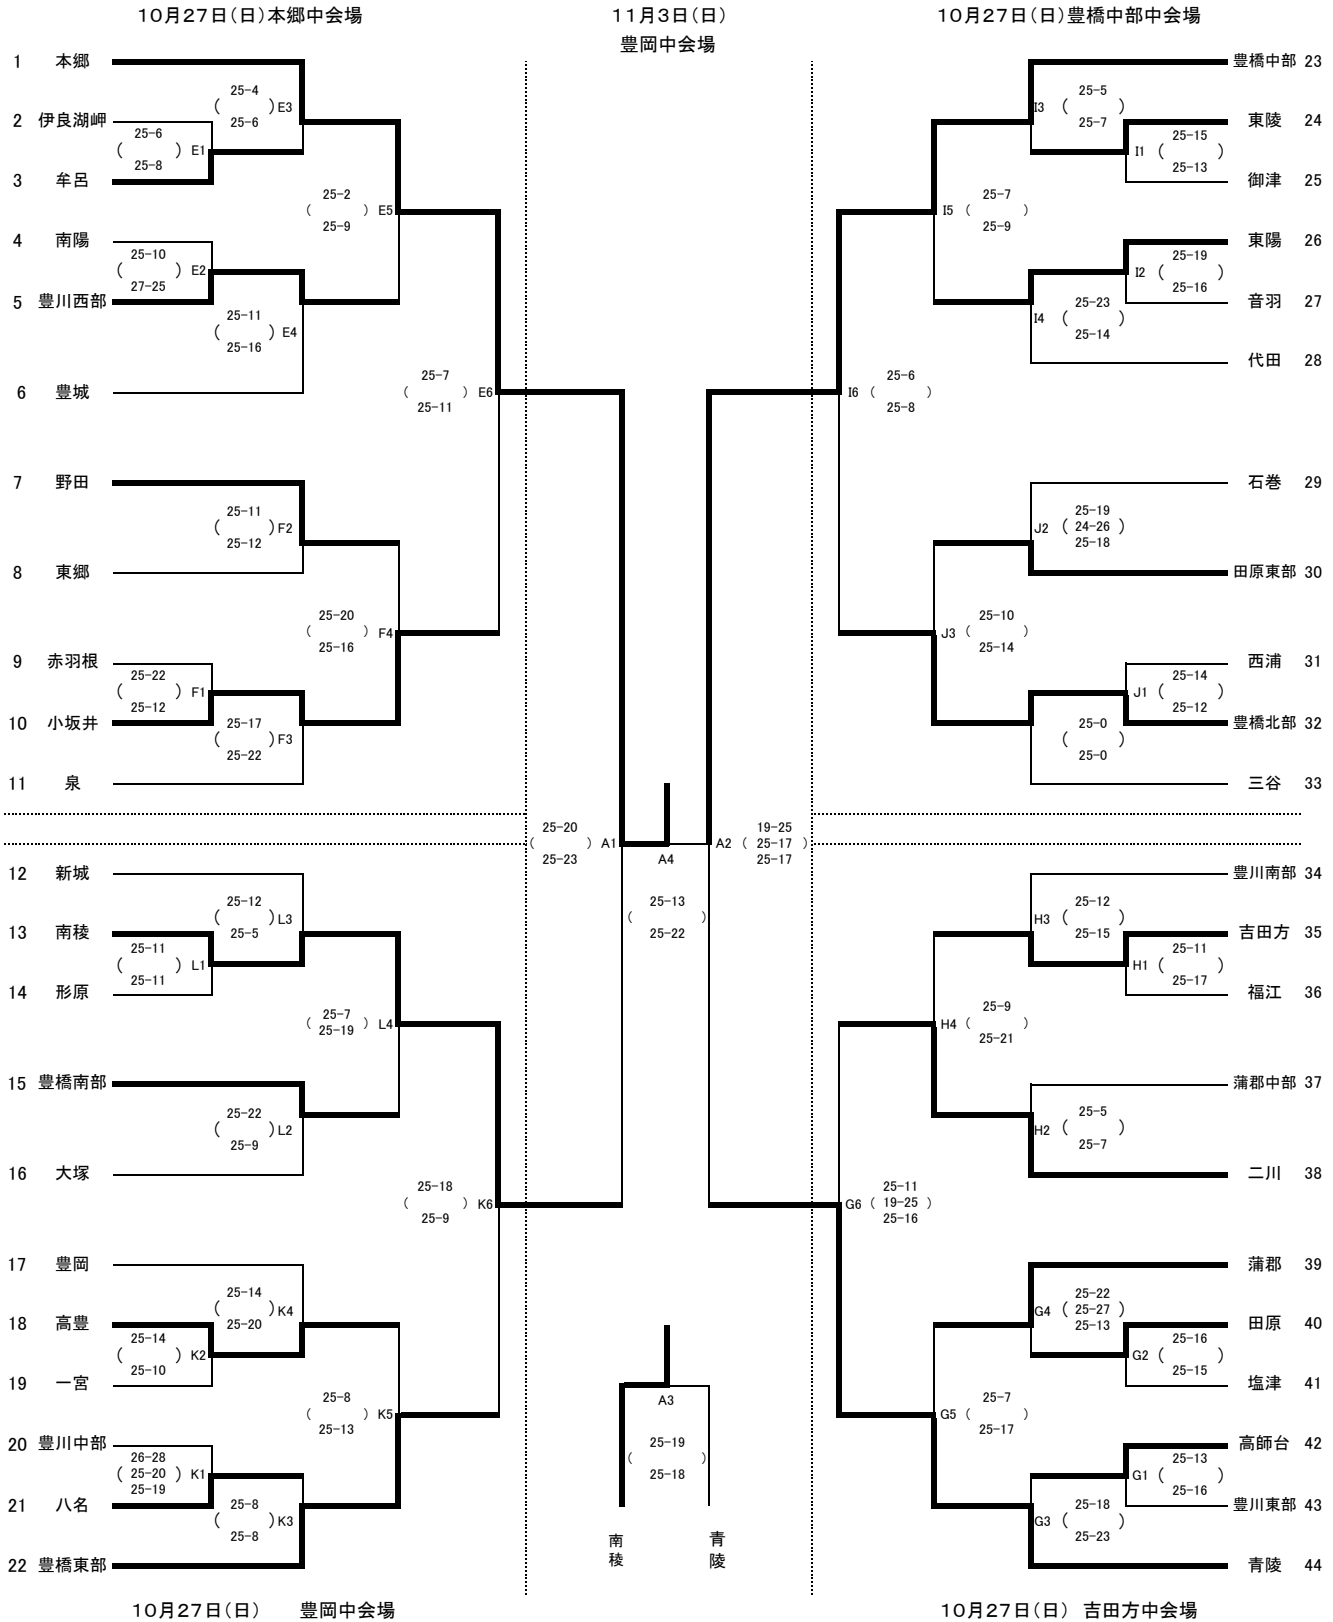 10月27日（日）本郷中会場
11月3日（日）
豊岡中会場
10月27日（日）豊橋中部中会場
1 本郷
25-4
( ) E3
25-6
2 伊良湖岬
25-6
( ) E1
25-8
3 牟呂
25-2
( ) E5
25-9
4 南陽
25-10
( ) E2
27-25
5 豊川西部
25-11
( ) E4
25-16
6 豊城
25-7
( ) E6
25-11
7 野田
25-11
( ) F2
25-12
8 東郷
25-20
( ) F4
25-16
9 赤羽根
25-22
( ) F1
25-12
10 小坂井
25-17
( ) F3
25-22
11 泉
12 新城
25-12
( ) L3
25-5
13 南稜
25-11
( ) L1
25-11
14 形原
25-7
( 25-19 ) L4
15 豊橋南部
25-22
( ) L2
25-9
16 大塚
25-18
( ) K6
25-9
17 豊岡
25-14
( ) K4
25-20
18 高豊
25-14
( ) K2
25-10
19 一宮
25-8
( ) K5
25-13
20 豊川中部
26-28
( 25-20 ) K1
25-19
21 八名
25-8
( ) K3
25-8
22 豊橋東部
25-20
( ) A1
25-23
A4
25-13
( )
25-22
19-25
A2 ( 25-17 )
25-17
A3
25-19
( )
25-18
南稜
青陵
豊橋中部 23
25-5
I3 ( )
25-7
東陵 24
25-15
I1 ( )
25-13
御津 25
25-7
I5 ( )
25-9
東陽 26
25-19
I2 ( )
25-16
音羽 27
25-23
I4 ( )
25-14
代田 28
25-6
I6 ( )
25-8
石巻 29
25-19
J2 ( 24-26 )
25-18
田原東部 30
25-10
J3 ( )
25-14
西浦 31
25-14
J1 ( )
25-12
豊橋北部 32
25-0
( )
25-0
三谷 33
豊川南部 34
25-12
H3 ( )
25-15
吉田方 35
25-11
H1 ( )
25-17
福江 36
25-9
H4 ( )
25-21
蒲郡中部 37
25-5
H2 ( )
25-7
二川 38
25-11
G6 ( 19-25 )
25-16
蒲郡 39
25-22
G4 ( 25-27 )
25-13
田原 40
25-16
G2 ( )
25-15
塩津 41
25-7
G5 ( )
25-17
高師台 42
25-13
G1 ( )
25-16
豊川東部 43
25-18
G3 ( )
25-23
青陵 44
10月27日（日） 豊岡中会場
10月27日（日） 吉田方中会場